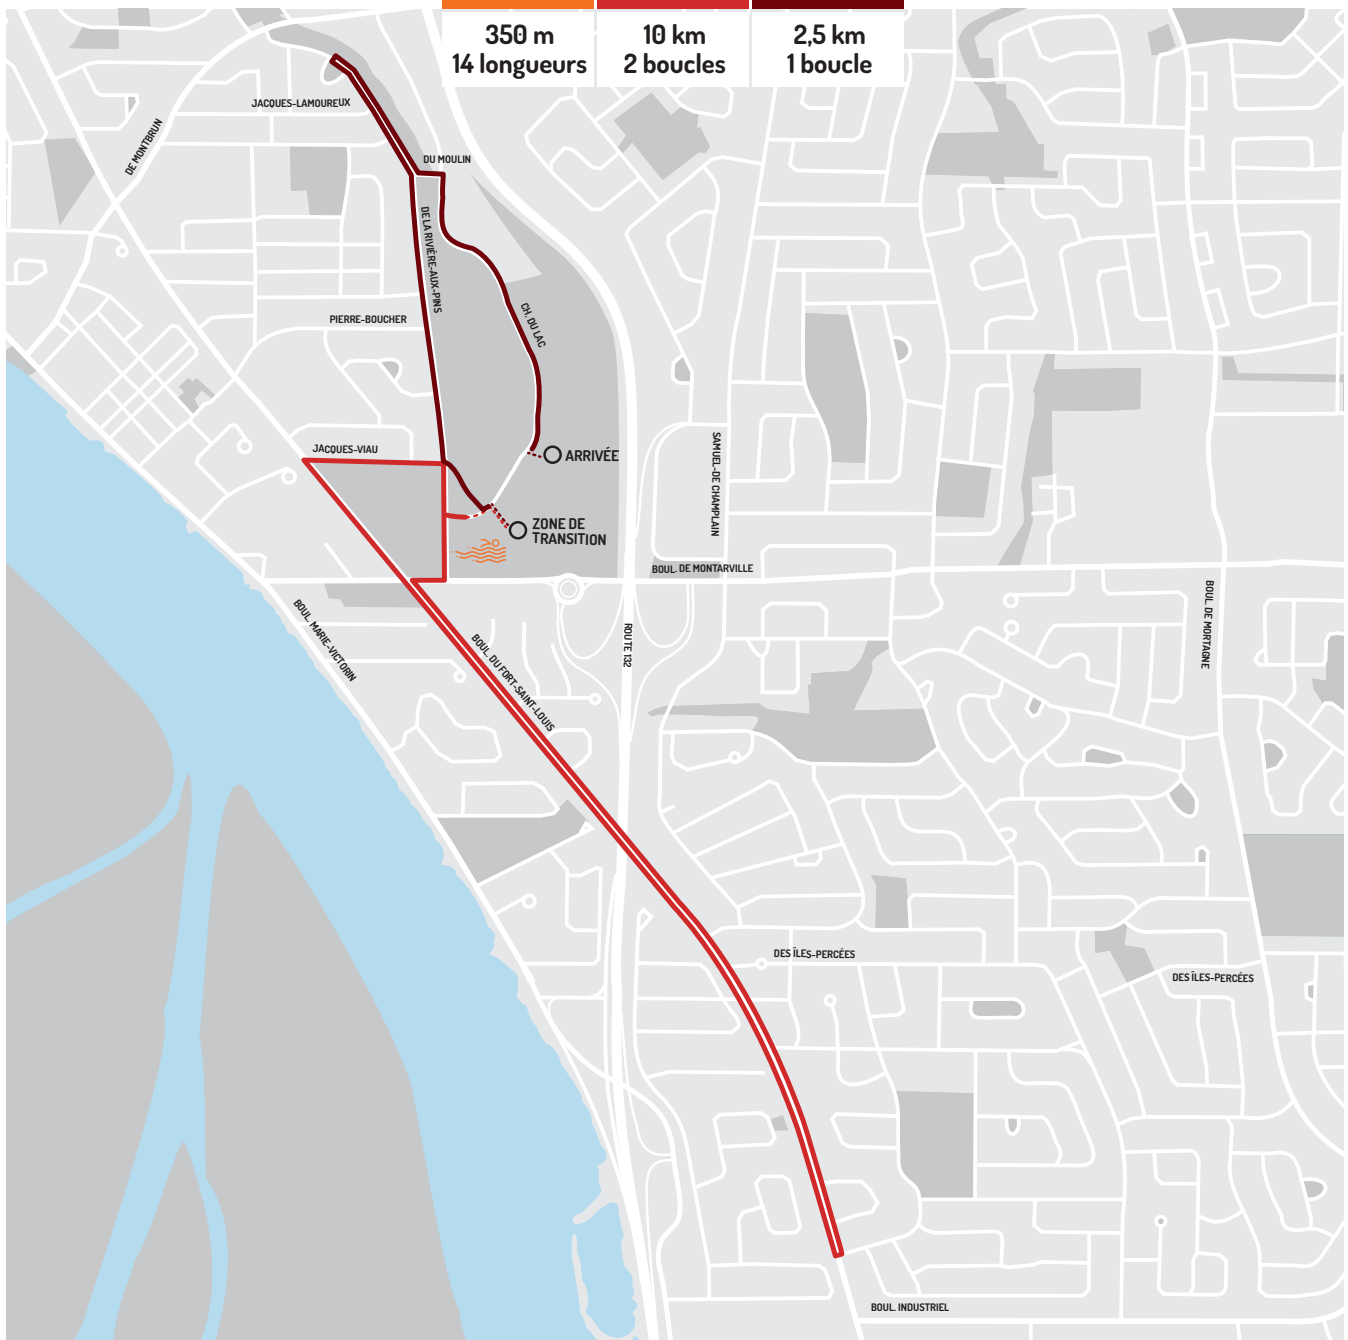 350 m
14 longueurs
10 km
2 boucles
2,5 km
1 boucle
JACQUES-LAMOUREUX
DE MONTBRUN
DU MOULIN
DE LA RIVIÈRE-AUX-PINS
CH. DU LAC
PIERRE-BOUCHER
JACQUES-VIAU
ARRIVÉE
SAMUEL-DE CHAMPLAIN
ZONE DE
TRANSITION
BOUL. DE MONTARVILLE
BOUL. MARIE-VICTORIN
BOUL. DU FORT-SAINT-LOUIS
ROUTE 132
BOUL. DE MORTAGNE
DES ÎLES-PERCÉES
DES ÎLES-PERCÉES
BOUL. INDUSTRIEL